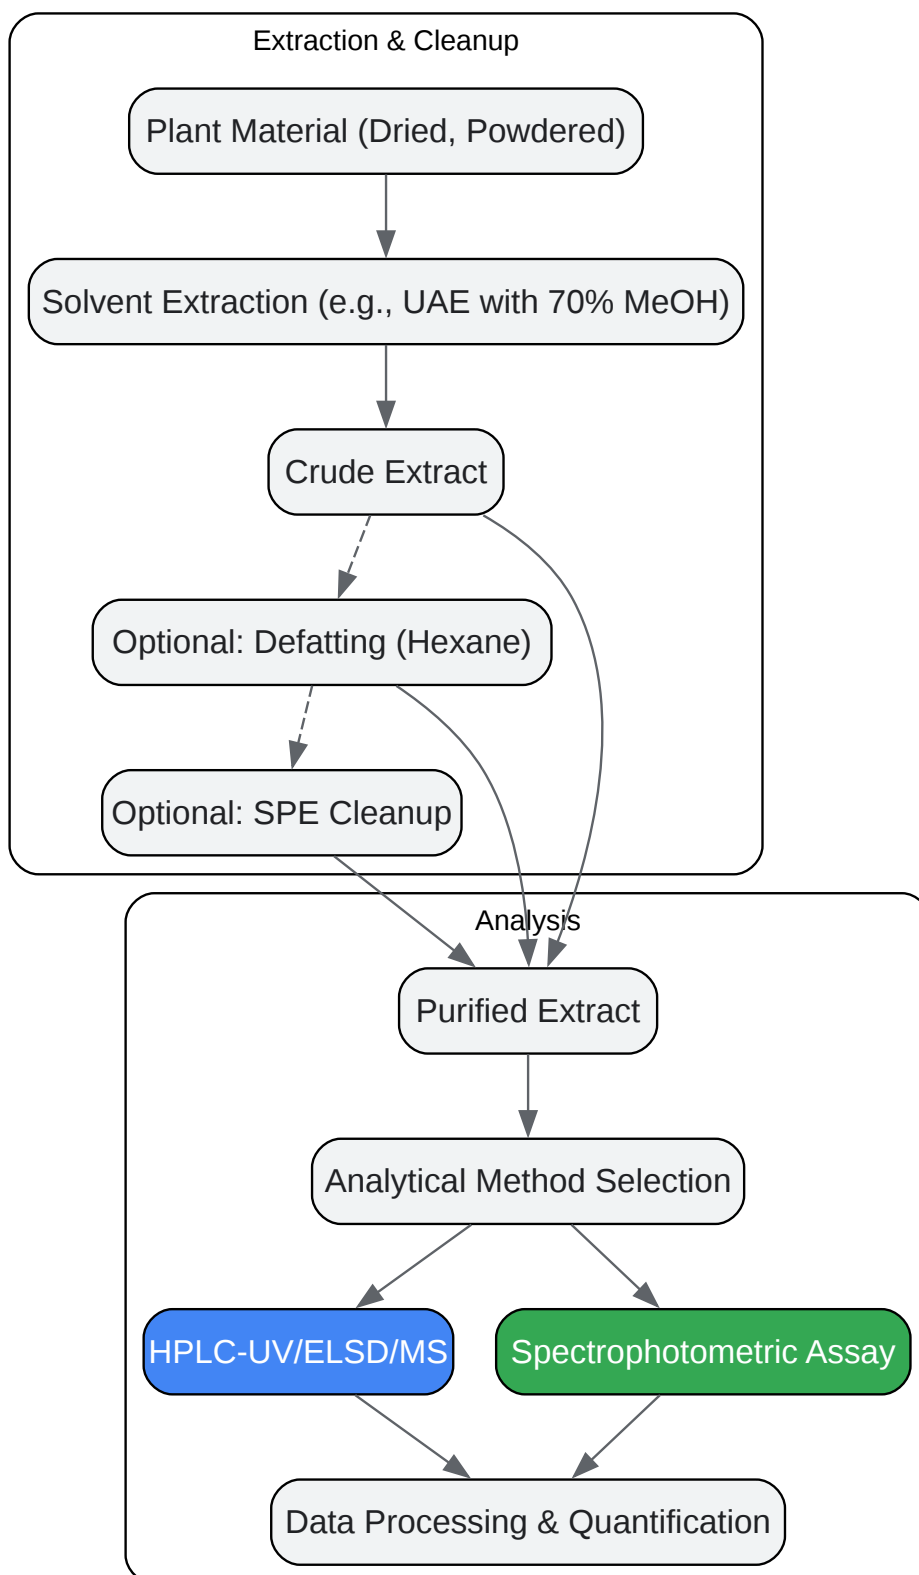 Extraction & Cleanup
Plant Material (Dried, Powdered)
Solvent Extraction (e.g., UAE with 70% MeOH)
Crude Extract
Optional: Defatting (Hexane)
Optional: SPE Cleanup
Analysis
Purified Extract
Analytical Method Selection
HPLC-UV/ELSD/MS
Spectrophotometric Assay
Data Processing & Quantification